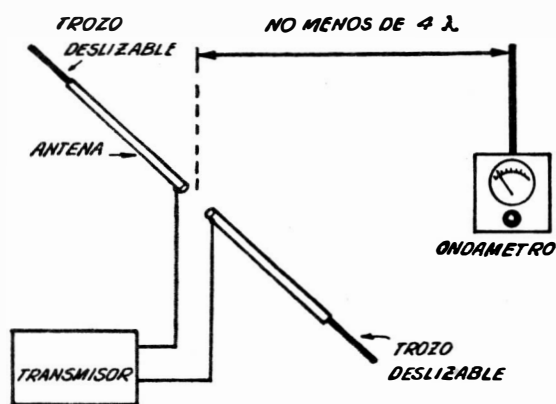 TROZO
DESLIZABLE
NO MENOS DE 4 λ
ANTENA
ONDAMETRO
TROZO
DESLIZABLE
TRANSMISOR